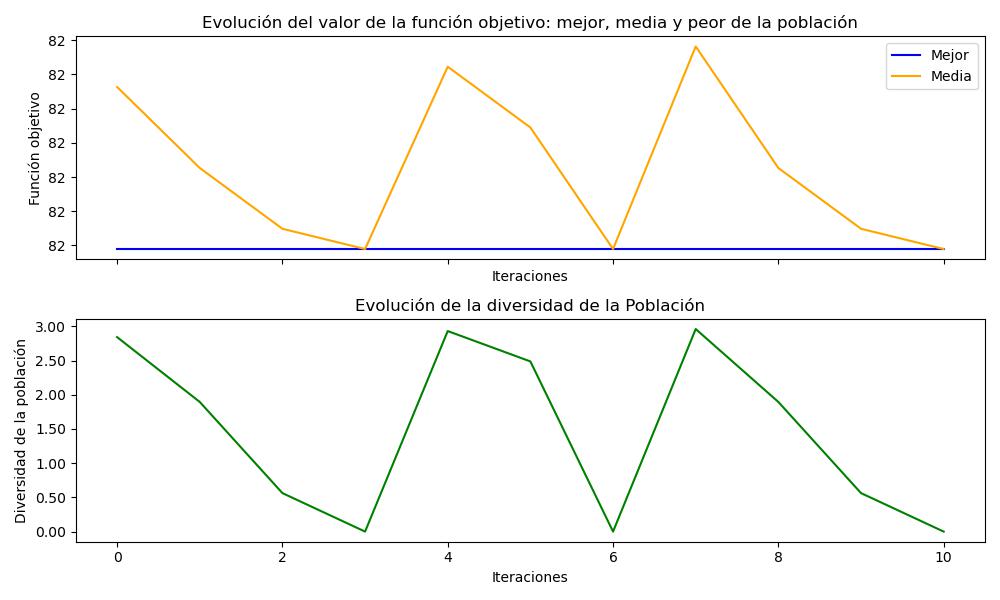 Evolución del valor de la función objetivo: mejor, media y peor de la población
82
82
82
82
82
82
82
Función objetivo
Mejor
Media
Iteraciones
Evolución de la diversidad de la Población
3.00
2.50
2.00
1.50
1.00
0.50
0.00
Diversidad de la población
0 2 4 6 8 10
Iteraciones